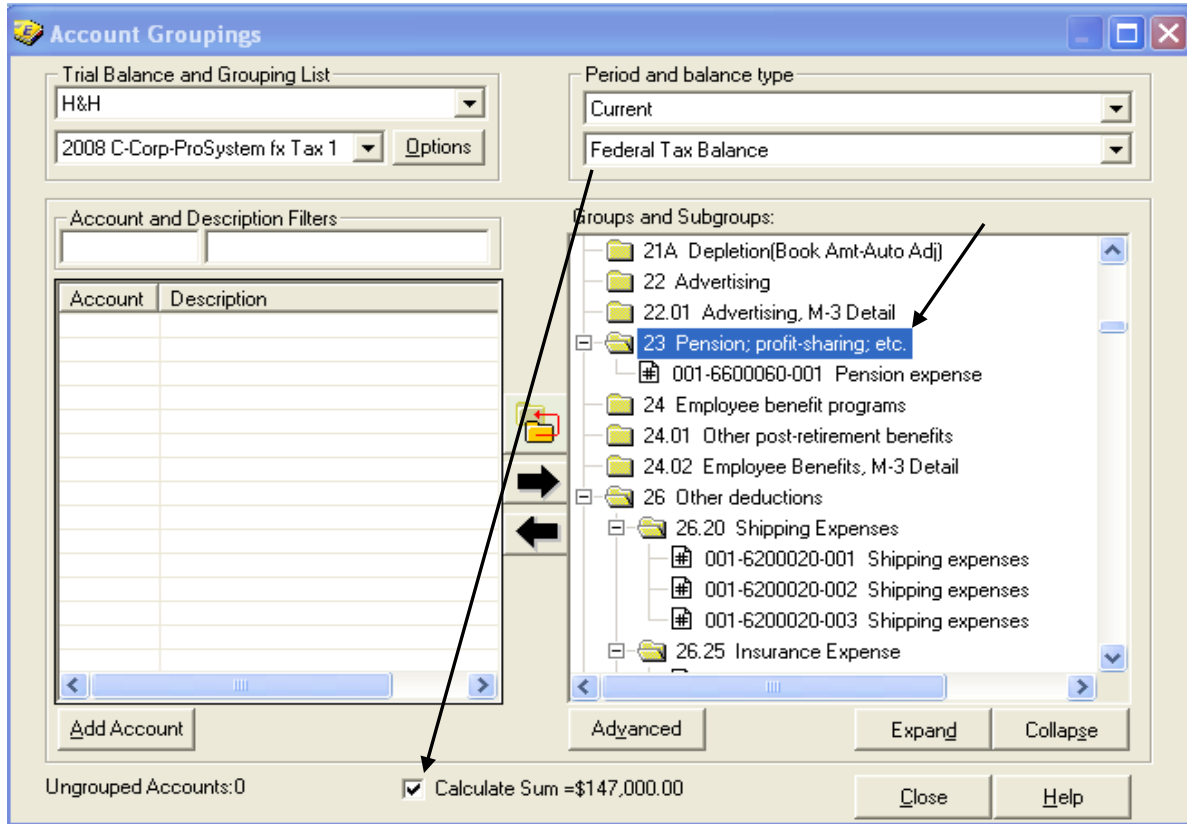 Account Groupings
Trial Balance and Grouping List
H&H
2008 C-Corp-ProSystem fx Tax 1
Options
Period and balance type
Current
Federal Tax Balance
Account and Description Filters
Account Description
Groups and Subgroups:
21A Depletion(Book Amt-Auto Adj)
22 Advertising
22.01 Advertising, M-3 Detail
23 Pension; profit-sharing; etc.
001-6600060-001 Pension expense
24 Employee benefit programs
24.01 Other post-retirement benefits
24.02 Employee Benefits, M-3 Detail
26 Other deductions
26.20 Shipping Expenses
001-6200020-001 Shipping expenses
001-6200020-002 Shipping expenses
001-6200020-003 Shipping expenses
26.25 Insurance Expense
Add Account
Advanced
Expand
Collapse
Ungrouped Accounts:0
Calculate Sum =$147,000.00
Close
Help